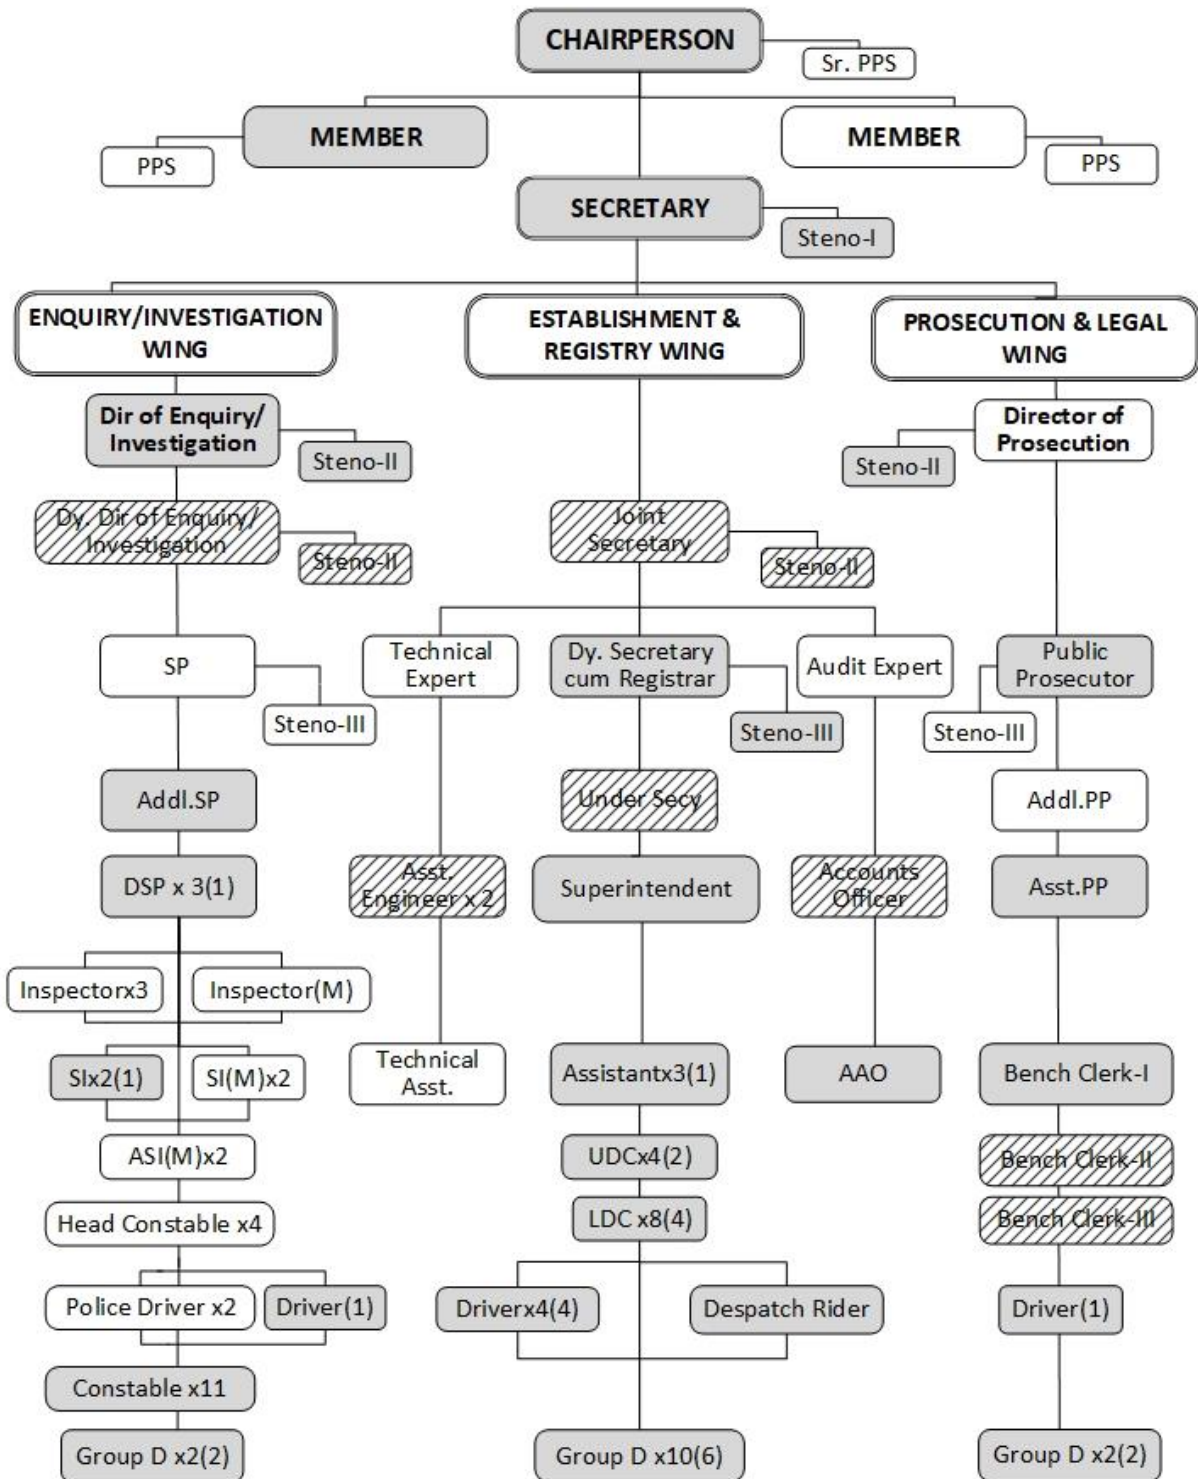 CHAIRPERSON
Sr. PPS
MEMBER
MEMBER
PPS
PPS
SECRETARY
Steno-I
ENQUIRY/INVESTIGATION
WING
ESTABLISHMENT &
REGISTRY WING
PROSECUTION & LEGAL
WING
Dir of Enquiry/
Investigation
Steno-II
Director of
Prosecution
Steno-II
Dy. Dir of Enquiry/
Investigation
Steno-II
Joint
Secretary
Steno-II
SP
Steno-III
Technical
Expert
Dy. Secretary
cum Registrar
Steno-III
Audit Expert
Public
Prosecutor
Steno-III
Addl.SP
Under Secy
Addl.PP
DSP x 3(1)
Asst.
Engineer x 2
Superintendent
Accounts
Officer
Asst.PP
Inspectorx3
Inspector(M)
SIx2(1)
SI(M)x2
Technical
Asst.
Assistantx3(1)
AAO
Bench Clerk-I
ASI(M)x2
UDCx4(2)
Bench Clerk-II
Head Constable x4
LDC x8(4)
Bench Clerk-III
Police Driver x2
Driver(1)
Driverx4(4)
Despatch Rider
Driver(1)
Constable x11
Group D x2(2)
Group D x10(6)
Group D x2(2)